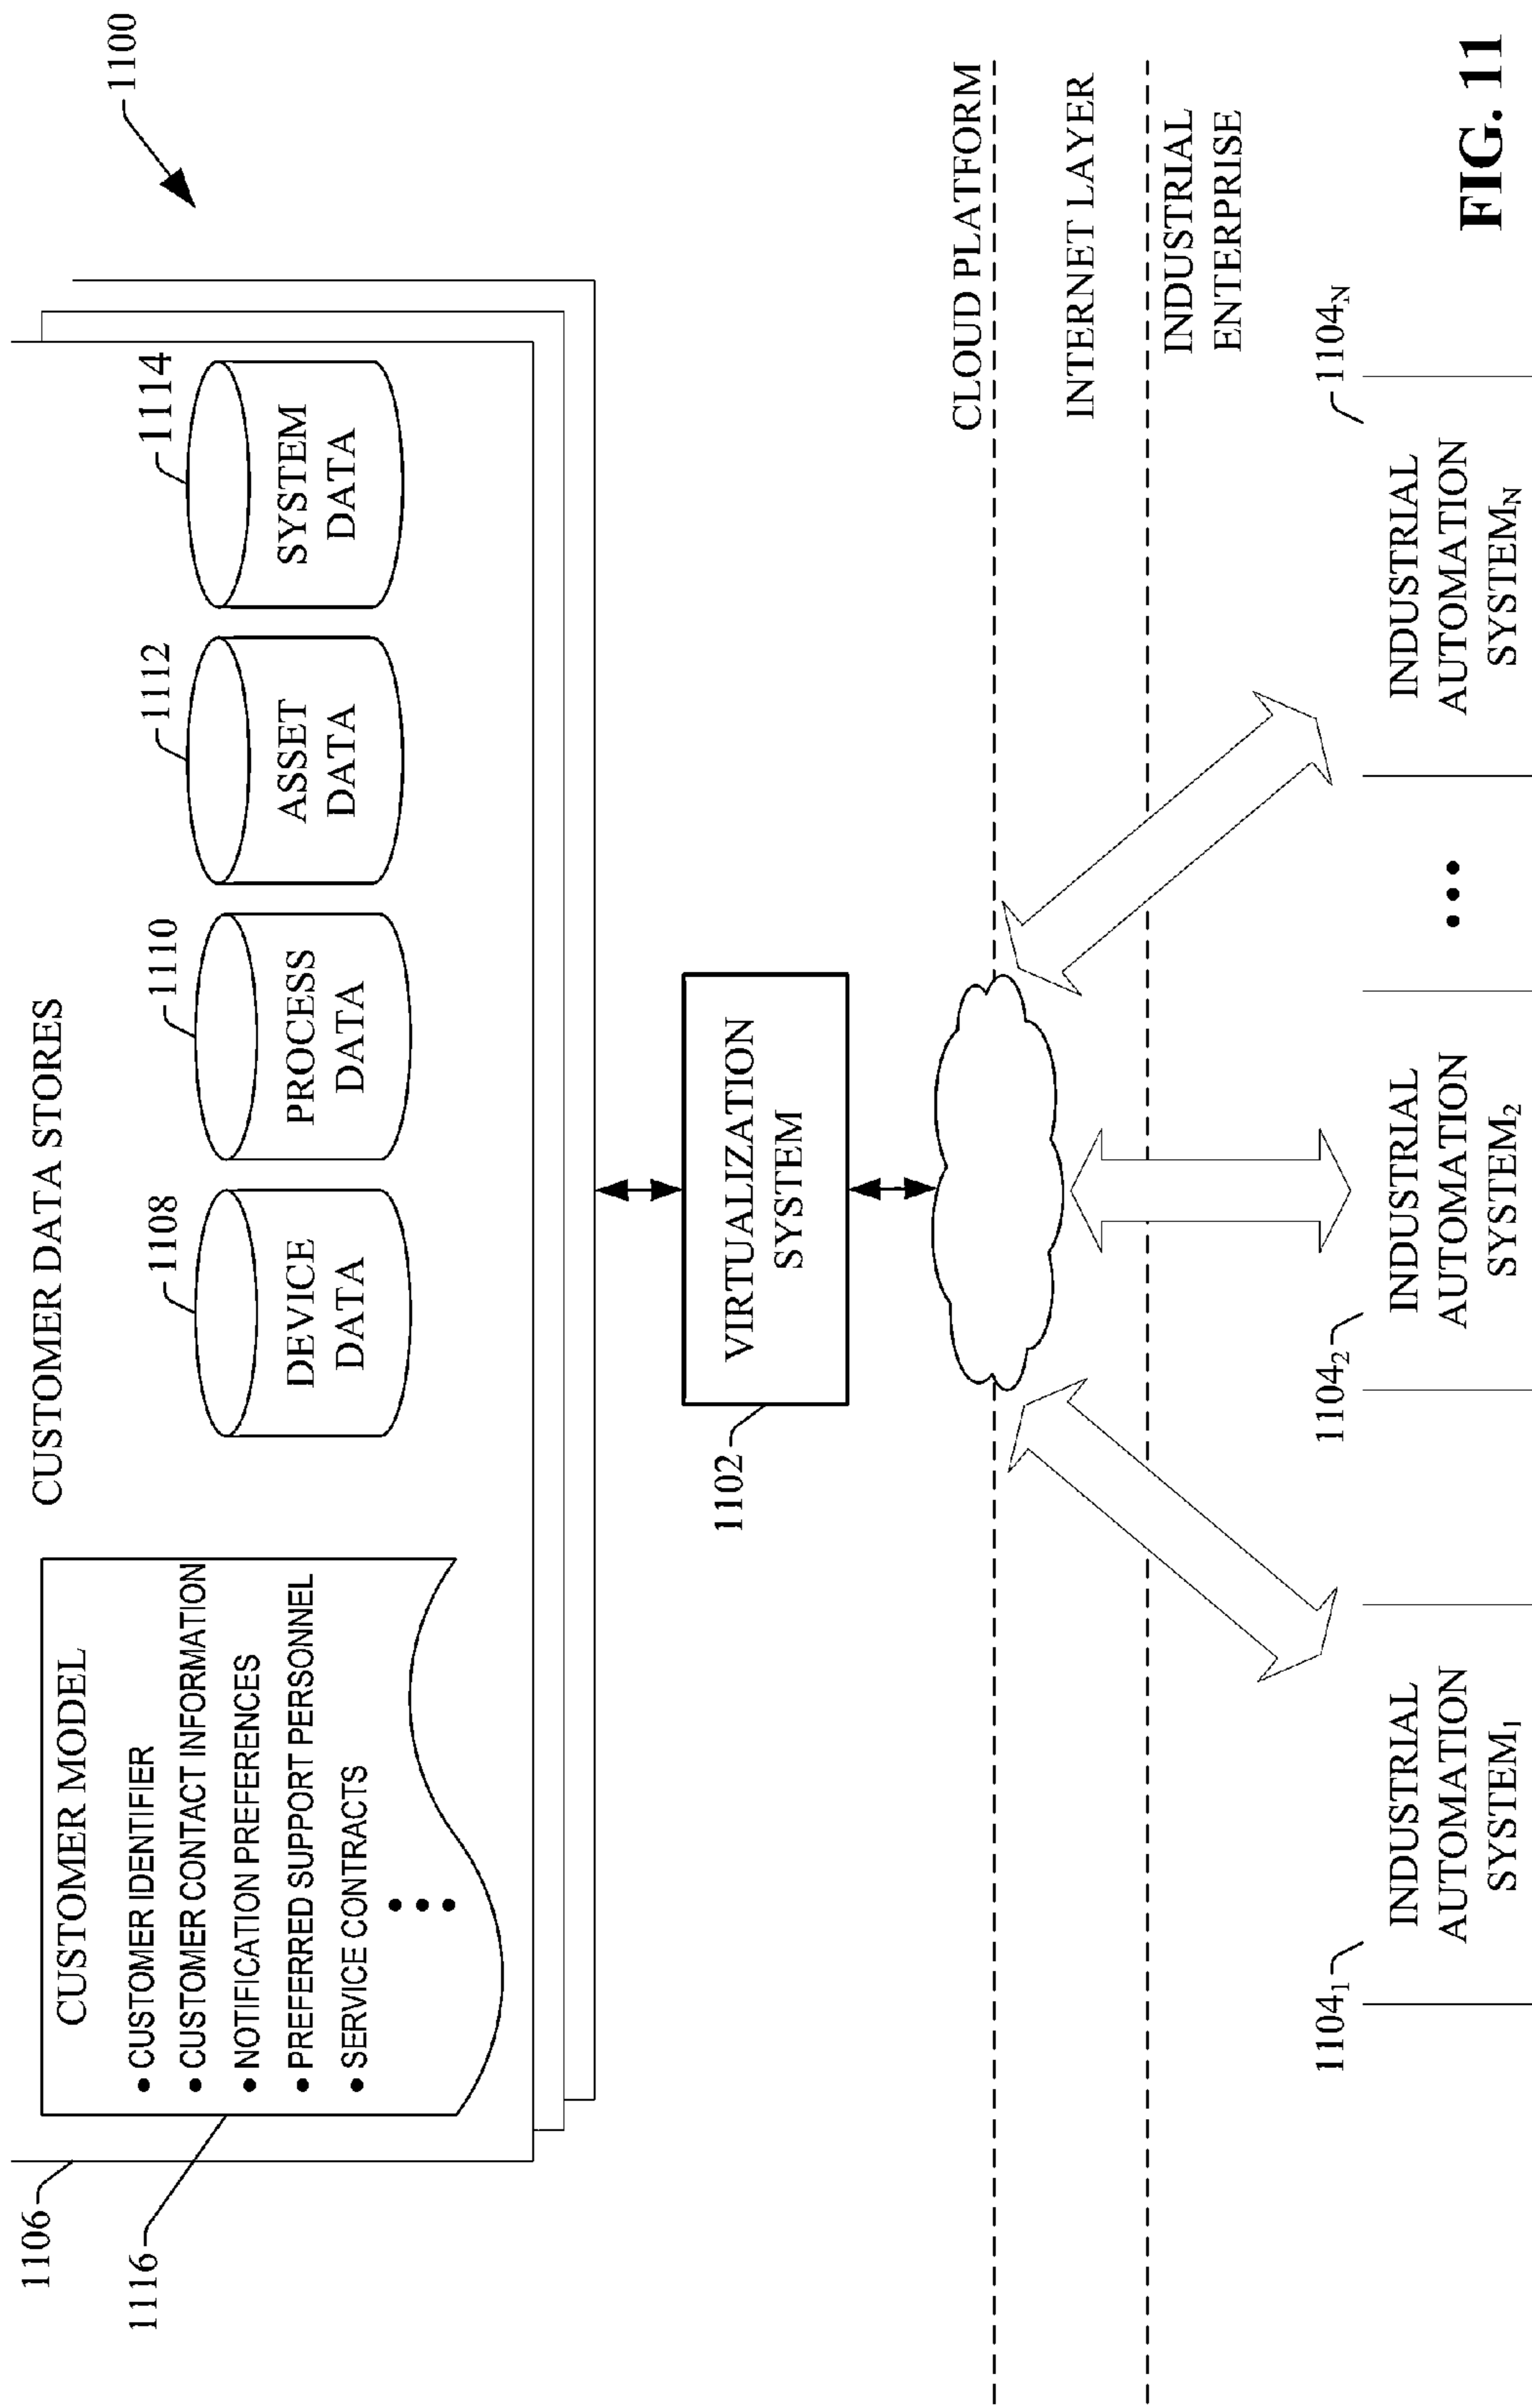 1100
CUSTOMER DATA STORES
1106
1116
CUSTOMER MODEL
• CUSTOMER IDENTIFIER
• CUSTOMER CONTACT INFORMATION
• NOTIFICATION PREFERENCES
• PREFERRED SUPPORT PERSONNEL
• SERVICE CONTRACTS
1108
DEVICE
DATA
1110
PROCESS
DATA
1112
ASSET
DATA
1114
SYSTEM
DATA
1102
VIRTUALIZATION
SYSTEM
CLOUD PLATFORM
INTERNET LAYER
INDUSTRIAL
ENTERPRISE
1104₁
INDUSTRIAL
AUTOMATION
SYSTEM₁
1104₂
INDUSTRIAL
AUTOMATION
SYSTEM₂
•••
1104N
INDUSTRIAL
AUTOMATION
SYSTEMN
FIG. 11